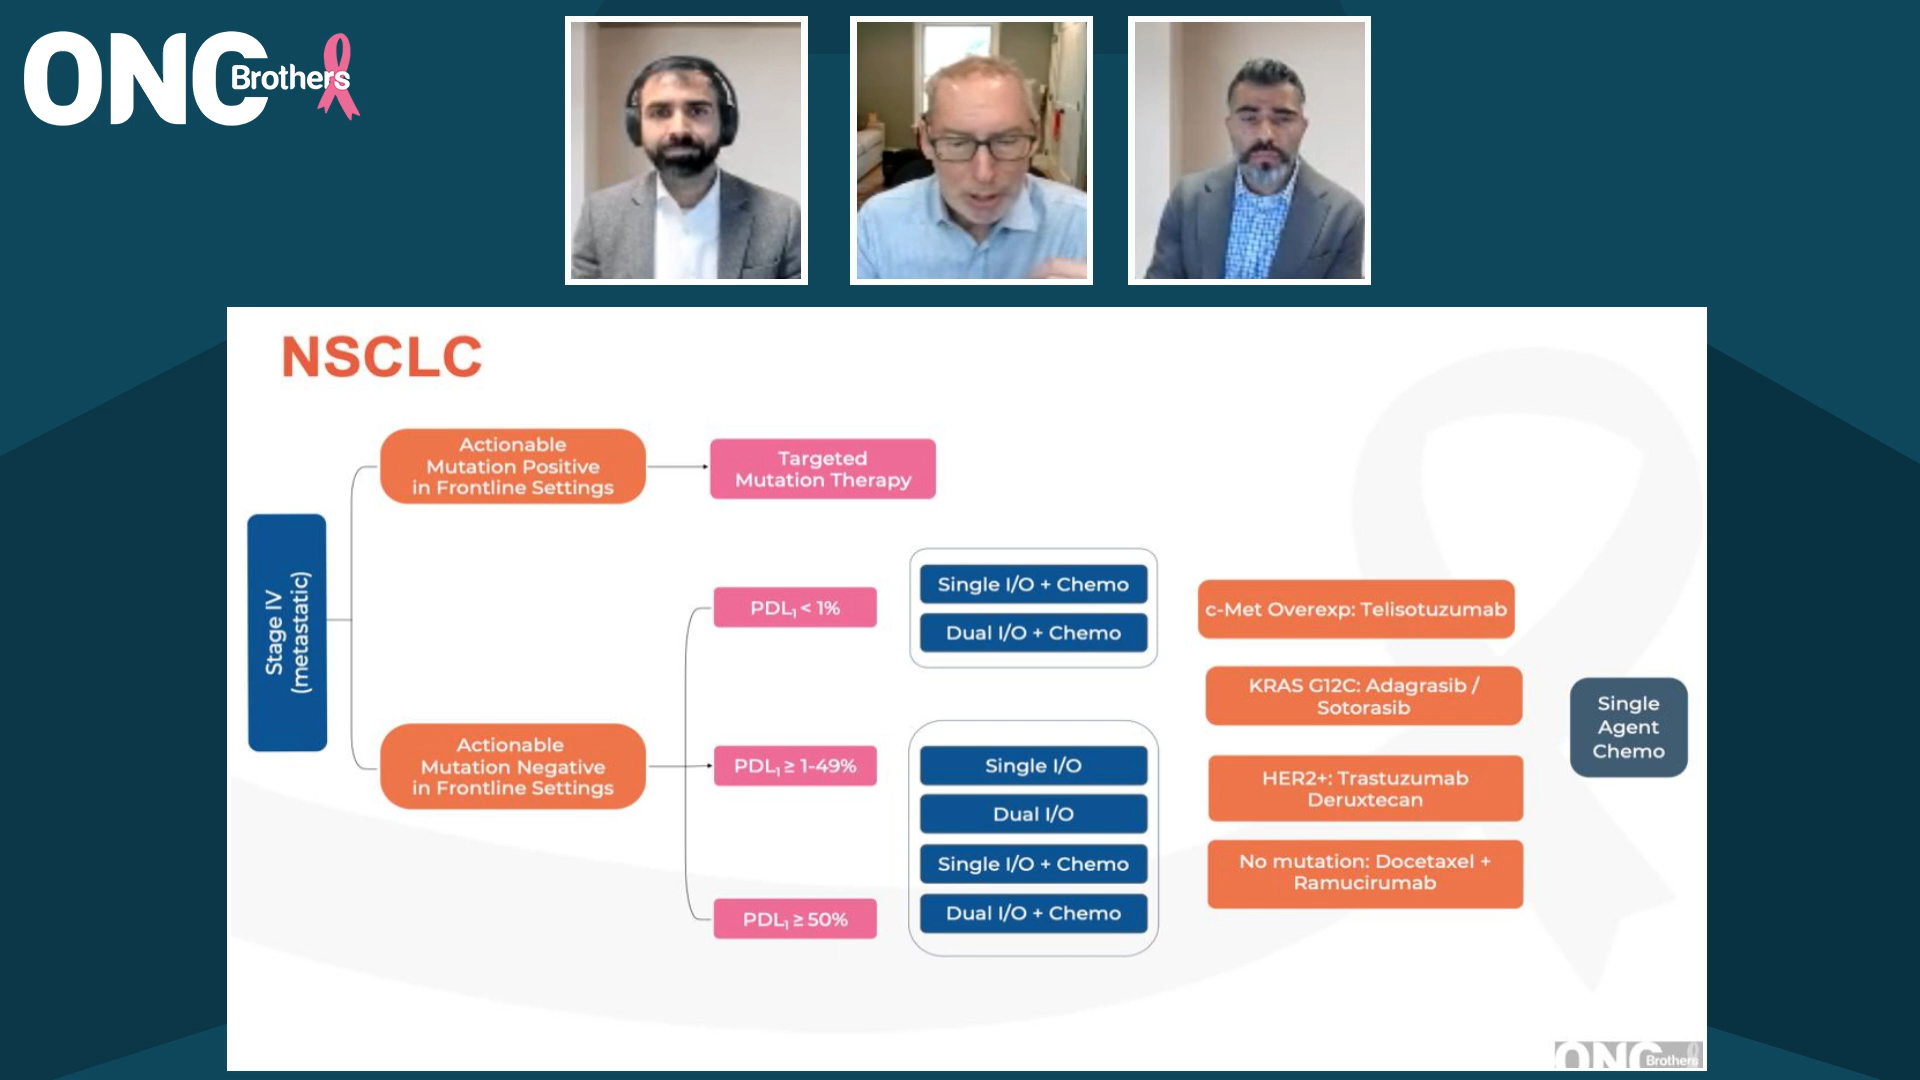 ONC
Brothers
NSCLC
Stage IV
(metastatic)
Actionable
Mutation Positive
in Frontline Settings
Targeted
Mutation Therapy
Actionable
Mutation Negative
in Frontline Settings
PDL₁ < 1%
Single I/O + Chemo
Dual I/O + Chemo
PDL₁ ≥ 1-49%
PDL₁ ≥ 50%
Single I/O
Dual I/O
Single I/O + Chemo
Dual I/O + Chemo
c-Met Overexp: Telisotuzumab
KRAS G12C: Adagrasib /
Sotorasib
HER2+: Trastuzumab
Deruxtecan
No mutation: Docetaxel +
Ramucirumab
Single
Agent
Chemo
ONC
Brothers